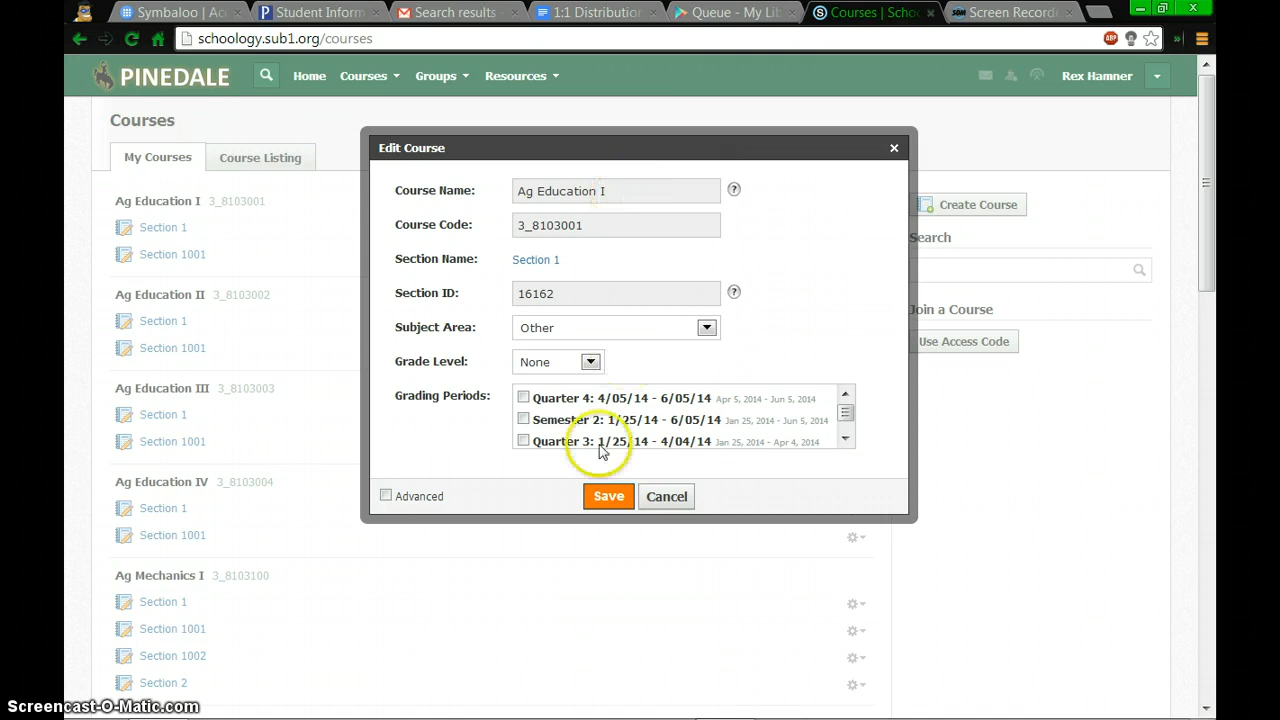 Symbaloo | Acc
Student Inform
Search results -
1:1 Distribution
Queue - My Lib
Courses | Schoo
Screen Record
schoology.sub1.org/courses
ABP
PINEDALE
Home
Courses
Groups
Resources
Rex Hamner
Courses
My Courses
Course Listing
Ag Education I 3_8103001
Section 1
Section 1001
Ag Education II 3_8103002
Section 1
Section 1001
Ag Education III 3_8103003
Section 1
Section 1001
Ag Education IV 3_8103004
Section 1
Section 1001
Ag Mechanics I 3_8103100
Section 1
Section 1001
Section 1002
Section 2
Edit Course
Course Name: Ag Education I ?
Course Code: 3_8103001
Section Name: Section 1
Section ID: 16162 ?
Subject Area: Other
Grade Level: None
Grading Periods:
Quarter 4: 4/05/14 - 6/05/14 Apr 5, 2014 - Jun 5, 2014
Semester 2: 1/25/14 - 6/05/14 Jan 25, 2014 - Jun 5, 2014
Quarter 3: 1/25/14 - 4/04/14 Jan 25, 2014 - Apr 4, 2014
Advanced
Save
Cancel
Create Course
Search
Join a Course
Use Access Code
Screencast-O-Matic.com